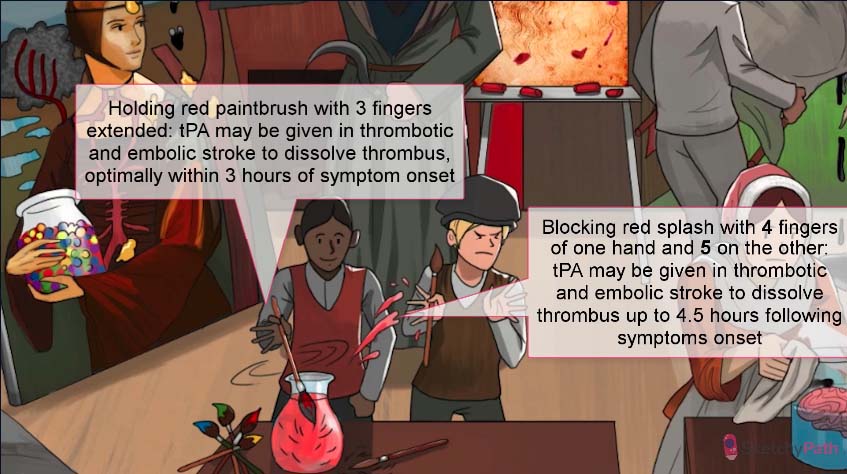 Holding red paintbrush with 3 fingers
extended: tPA may be given in thrombotic
and embolic stroke to dissolve thrombus,
optimally within 3 hours of symptom onset
Blocking red splash with 4 fingers
of one hand and 5 on the other:
tPA may be given in thrombotic
and embolic stroke to dissolve
thrombus up to 4.5 hours following
symptoms onset
SketchyPath